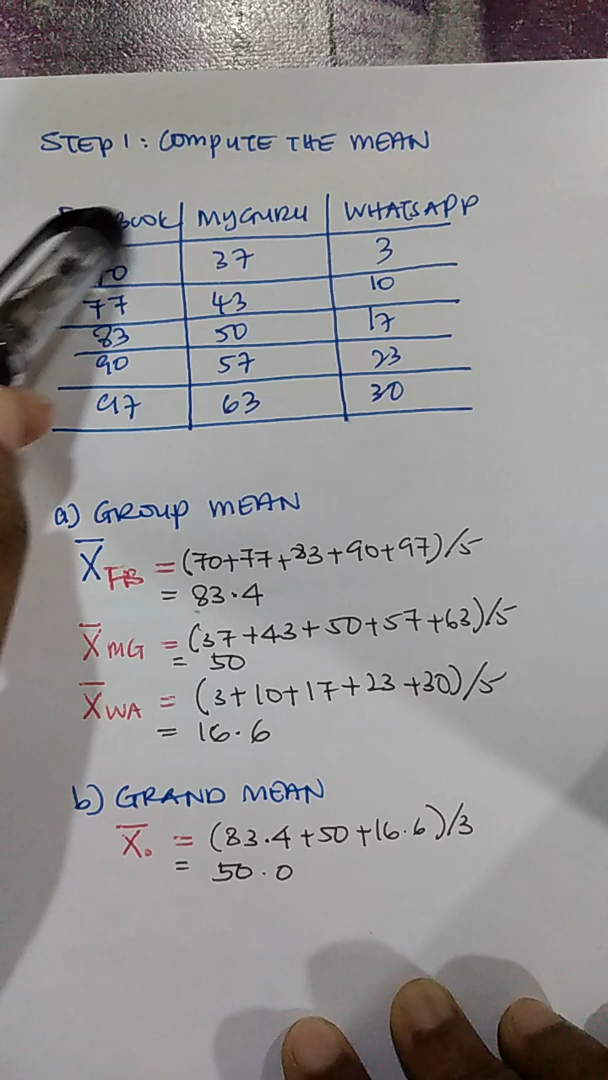 STEP 1: COMPUTE THE MEAN
BOOK MYGURU WHATSAPP
70 37 3
77 43 10
83 50 17
90 57 23
97 63 30
a) GROUP MEAN
X̅FB = (70+77+83+90+97)/5
= 83.4
X̅MG = (37+43+50+57+63)/5
= 50
X̅WA = (3+10+17+23+30)/5
= 16.6
b) GRAND MEAN
X̅. = (83.4+50+16.6)/3
= 50.0